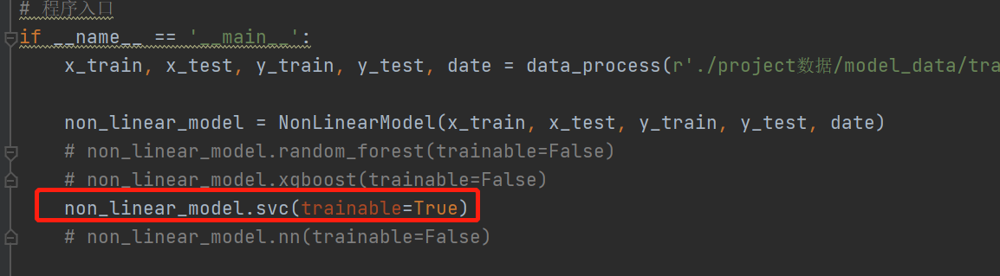 # 程序入口
if __name__ == '__main__':
x_train, x_test, y_train, y_test, date = data_process(r'./project数据/model_data/tra
non_linear_model = NonLinearModel(x_train, x_test, y_train, y_test, date)
# non_linear_model.random_forest(trainable=False)
# non_linear_model.xgboost(trainable=False)
non_linear_model.svc(trainable=True)
# non_linear_model.nn(trainable=False)